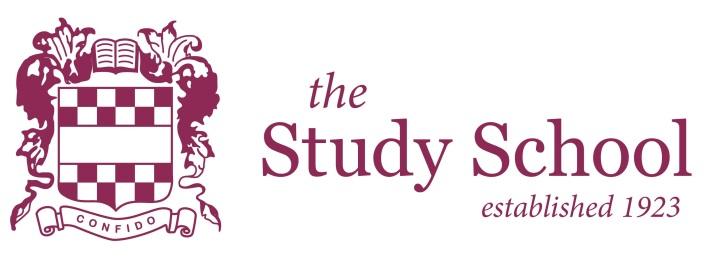 the
Study School
established 1923
CONFIDO